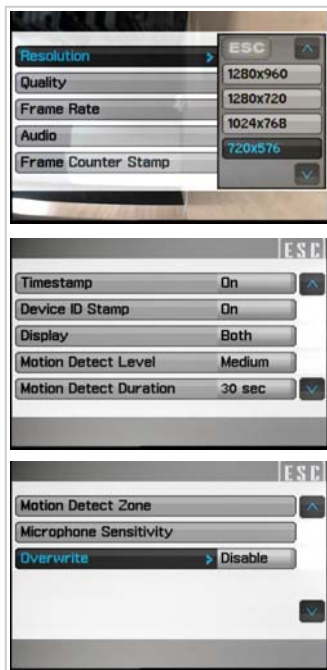 Resolution > ESC
1280x960
Quality
1280x720
Frame Rate
1024x768
Audio
720x576
Frame Counter Stamp
ESC
Timestamp On
Device ID Stamp On
Display Both
Motion Detect Level Medium
Motion Detect Duration 30 sec
ESC
Motion Detect Zone
Microphone Sensitivity
Overwrite > Disable